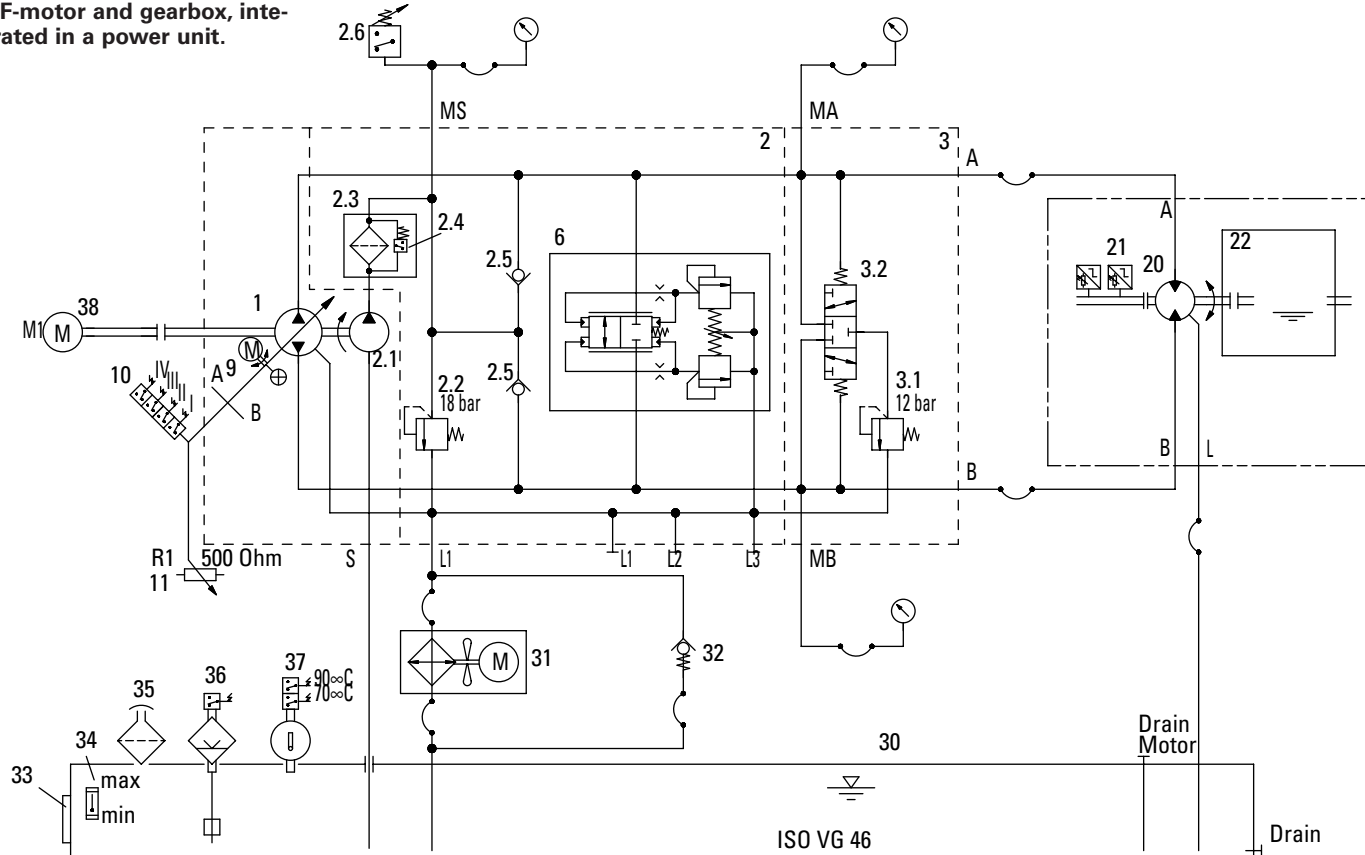 F-motor and gearbox, inte-
rated in a power unit.
2.6
MS
MA
2
3
A
2.3
2.4
A
6
22
21
20
2.5
3.2
38
1
M1
M
M
2.1
9
A
10
IV
III
II
I
B
2.5
2.2
18 bar
3.1
12 bar
B
L
B
R1
500 Ohm
11
S
L1
L1
L2
L3
MB
M
31
32
36
37
90∞C
70∞C
35
34
33
max
min
30
Drain
Motor
ISO VG 46
Drain